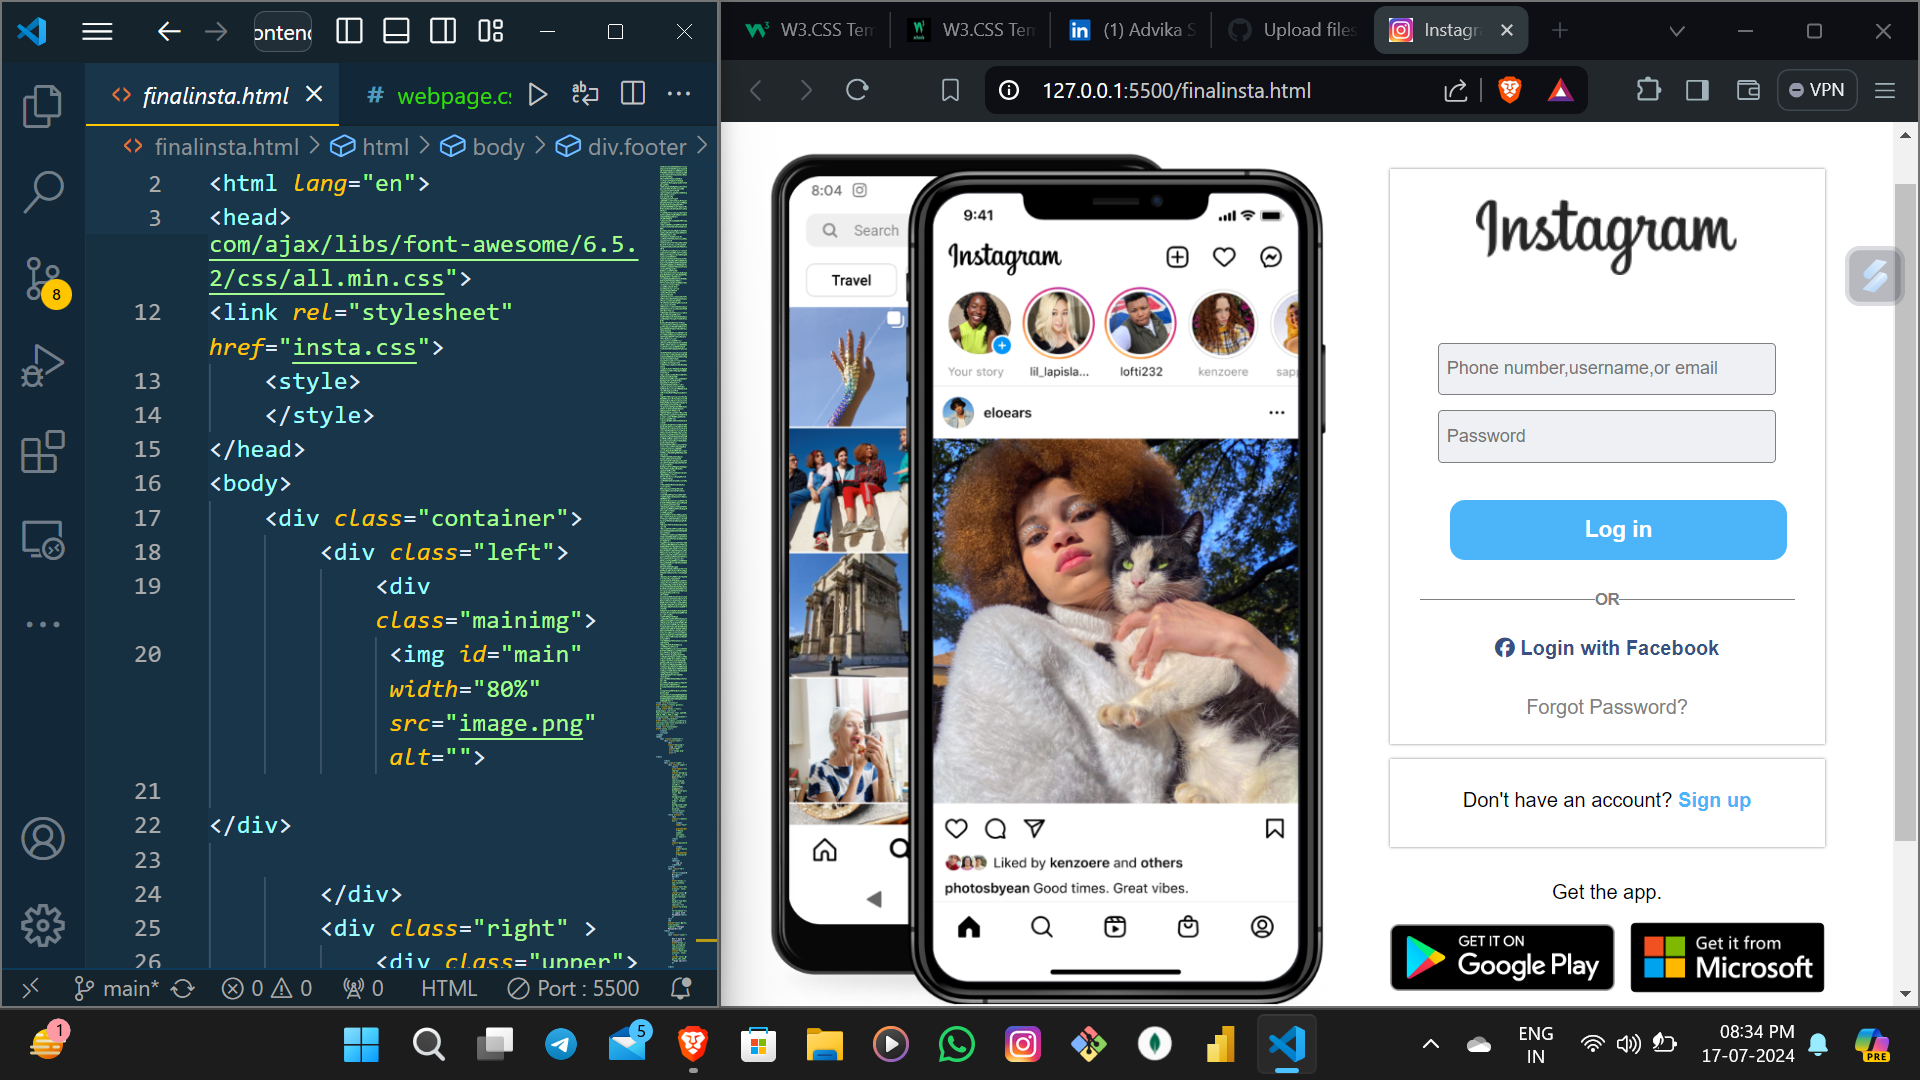 ontend
finalinsta.html
# webpage.cs
finalinsta.html > html > body > div.footer >
2 <html lang="en">
3 <head>
com/ajax/libs/font-awesome/6.5.
2/css/all.min.css">
12 <link rel="stylesheet"
href="insta.css">
13 <style>
14 </style>
15 </head>
16 <body>
17 <div class="container">
18 <div class="left">
19 <div
class="mainimg">
20 <img id="main"
width="80%"
src="image.png"
alt="">
21
22 </div>
23
24 </div>
25 <div class="right" >
26 <div class="upper">
8
main*
0 0
0
HTML
Port : 5500
W3.CSS Tem
W3.CSS Tem
(1) Advika S
Upload files
Instagr
127.0.0.1:5500/finalinsta.html
VPN
8:04
Search
Travel
9:41
Instagram
Your story
lil_lapisla...
lofti232
kenzoere
sap
eloears
Liked by kenzoere and others
photosbyean Good times. Great vibes.
Instagram
Phone number,username,or email
Password
Log in
OR
Login with Facebook
Forgot Password?
Don't have an account? Sign up
Get the app.
GET IT ON
Google Play
Get it from
Microsoft
1
5
ENG
IN
08:34 PM
17-07-2024
PRE